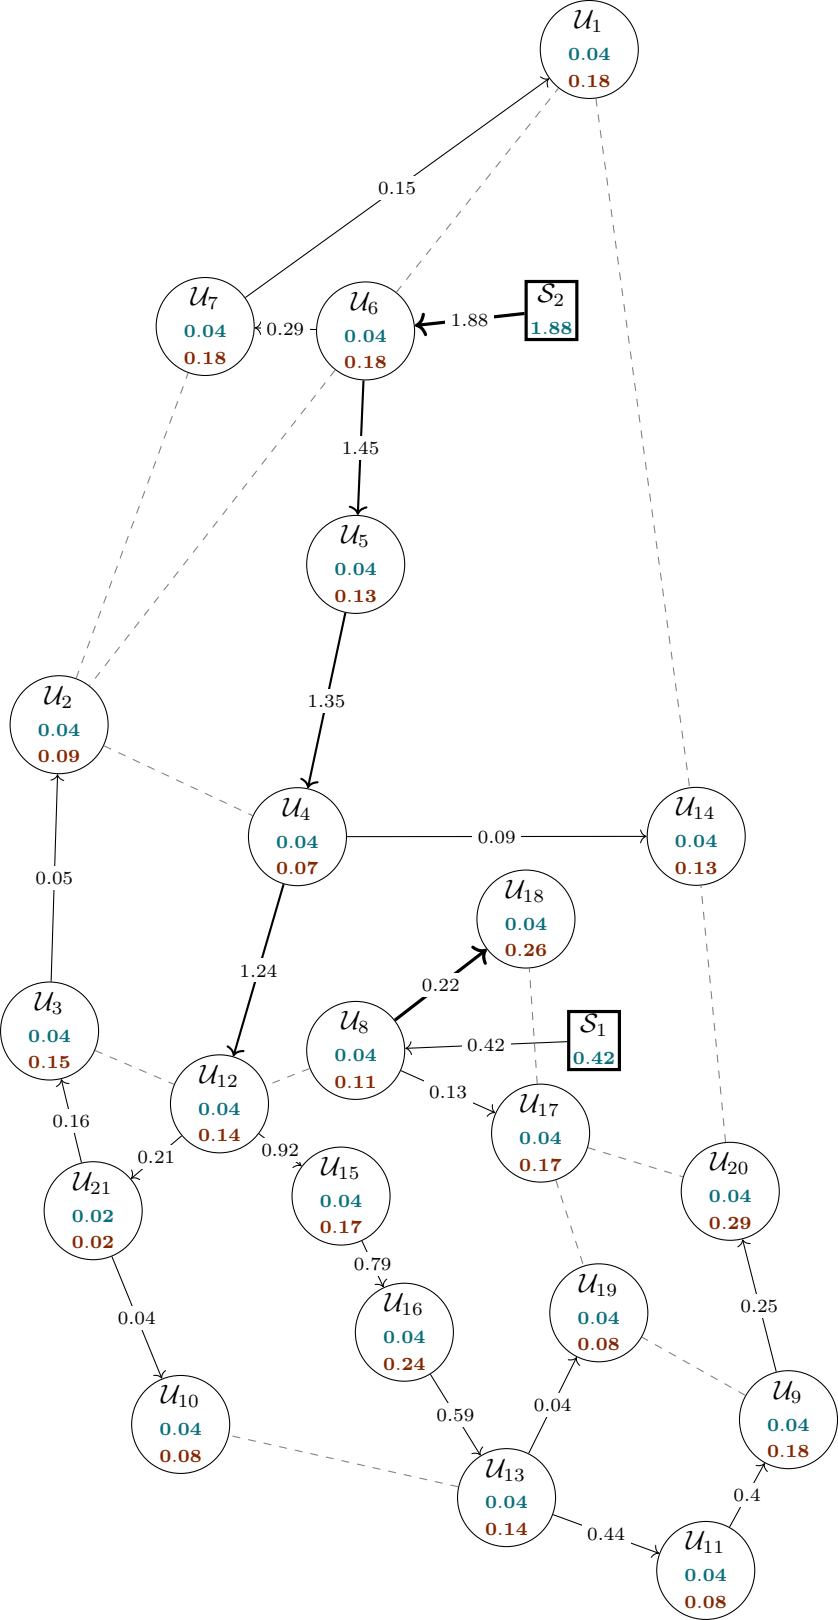 𝒰₁
0.04
0.18
0.15
𝒰₇
0.04
0.18
0.29
𝒰₆
0.04
0.18
1.88
𝒮₂
1.88
1.45
𝒰₅
0.04
0.13
1.35
𝒰₂
0.04
0.09
𝒰₄
0.04
0.07
0.09
𝒰₁₄
0.04
0.13
0.05
𝒰₁₈
0.04
0.26
1.24
0.22
𝒰₃
0.04
0.15
𝒰₈
0.04
0.11
0.42
𝒮₁
0.42
𝒰₁₂
0.04
0.14
0.13
𝒰₁₇
0.04
0.17
0.16
0.21
0.92
𝒰₁₅
0.04
0.17
𝒰₂₀
0.04
0.29
𝒰₂₁
0.02
0.02
0.79
0.04
𝒰₁₆
0.04
0.24
𝒰₁₉
0.04
0.08
0.25
𝒰₁₀
0.04
0.08
0.59
0.04
𝒰₉
0.04
0.18
𝒰₁₃
0.04
0.14
0.4
0.44
𝒰₁₁
0.04
0.08